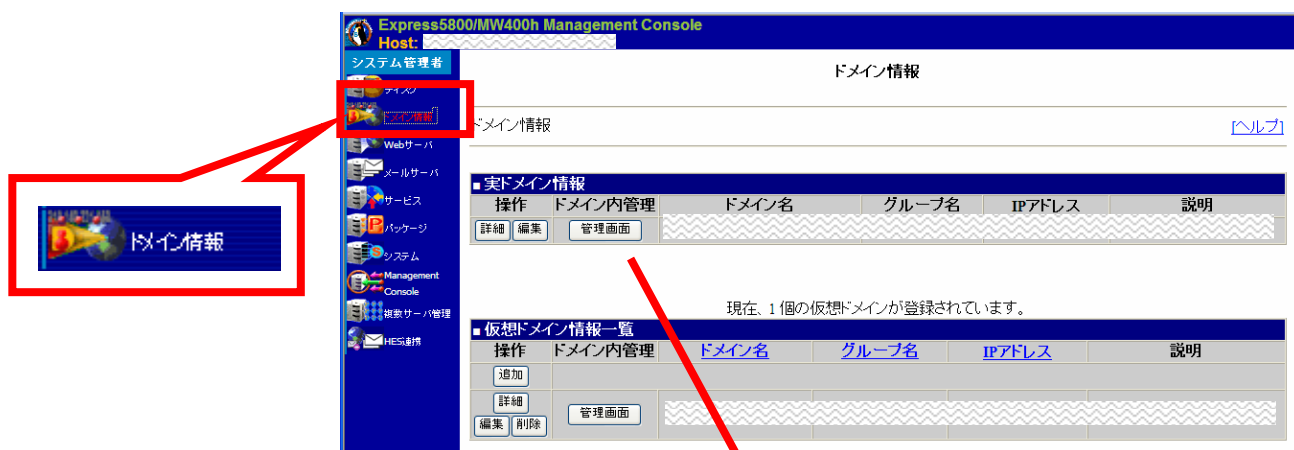 Express5800/MW400h Management Console
Host:
システム管理者
ディスク
ドメイン情報
Webサーバ
メールサーバ
サービス
パッケージ
システム
Management
Console
複数サーバ管理
HES連携
ドメイン情報
ドメイン情報
ドメイン情報
[ヘルプ]
■実ドメイン情報
操作 ドメイン内管理 ドメイン名 グループ名 IPアドレス 説明
詳細 編集 管理画面
現在、1 個の仮想ドメインが登録されています。
■仮想ドメイン情報一覧
操作 ドメイン内管理 ドメイン名 グループ名 IPアドレス 説明
追加
詳細
編集 削除 管理画面